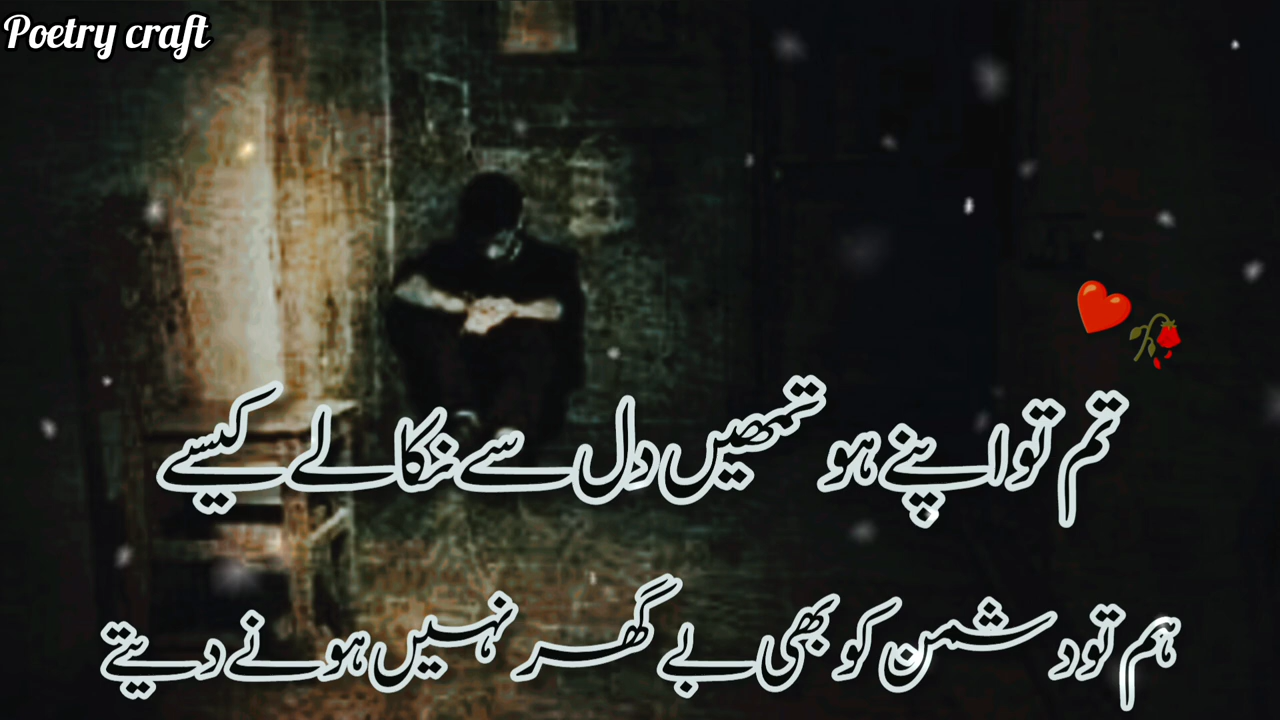 Poetry craft
تم تو اپنے ہو تمھیں دل سے نکالے کیسے
ہم تو دشمن کو بھی بے گھر نہیں ہونے دیتے